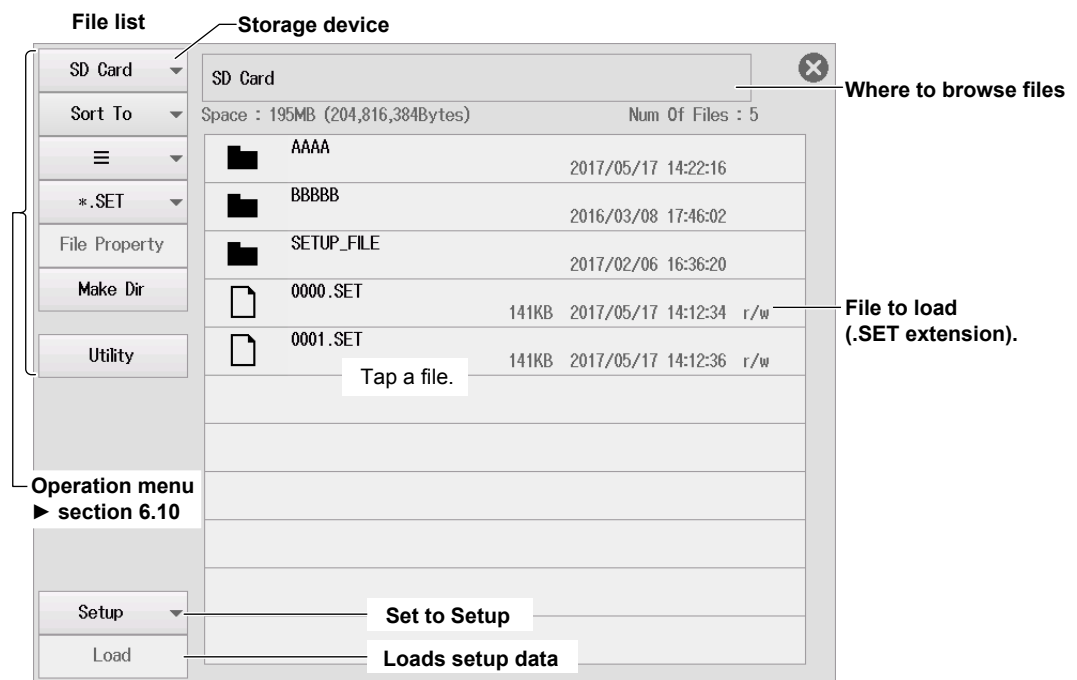 File list
Storage device
SD Card
SD Card
Where to browse files
Sort To
Space : 195MB (204,816,384Bytes) Num Of Files : 5
AAAA
2017/05/17 14:22:16
*.SET
BBBBB
2016/03/08 17:46:02
File Property
SETUP_FILE
2017/02/06 16:36:20
Make Dir
0000.SET
141KB 2017/05/17 14:12:34 r/w
File to load
(.SET extension).
Utility
0001.SET
141KB 2017/05/17 14:12:36 r/w
Tap a file.
Operation menu
► section 6.10
Setup
Set to Setup
Load
Loads setup data